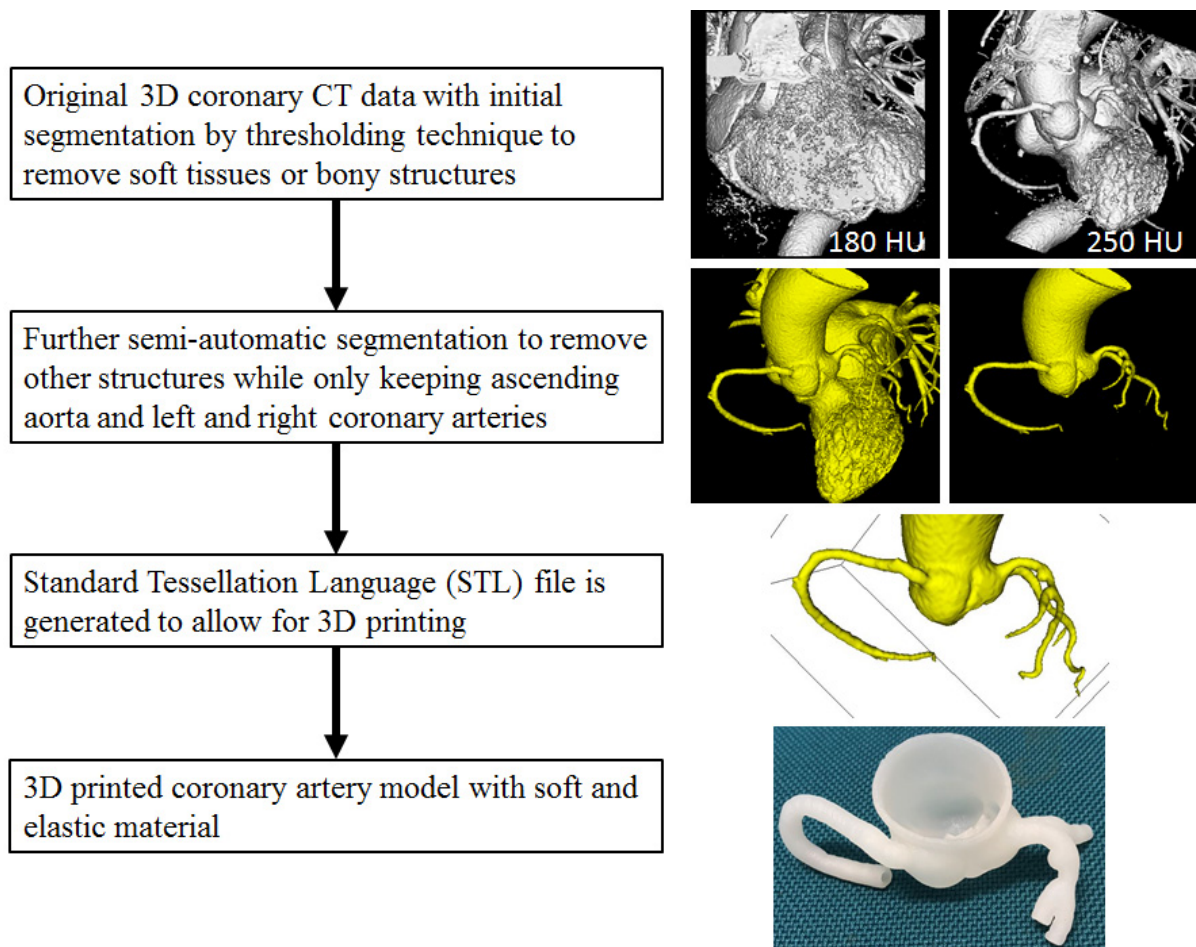 Original 3D coronary CT data with initial
segmentation by thresholding technique to
remove soft tissues or bony structures
180 HU
250 HU
Further semi-automatic segmentation to remove
other structures while only keeping ascending
aorta and left and right coronary arteries
Standard Tessellation Language (STL) file is
generated to allow for 3D printing
3D printed coronary artery model with soft and
elastic material